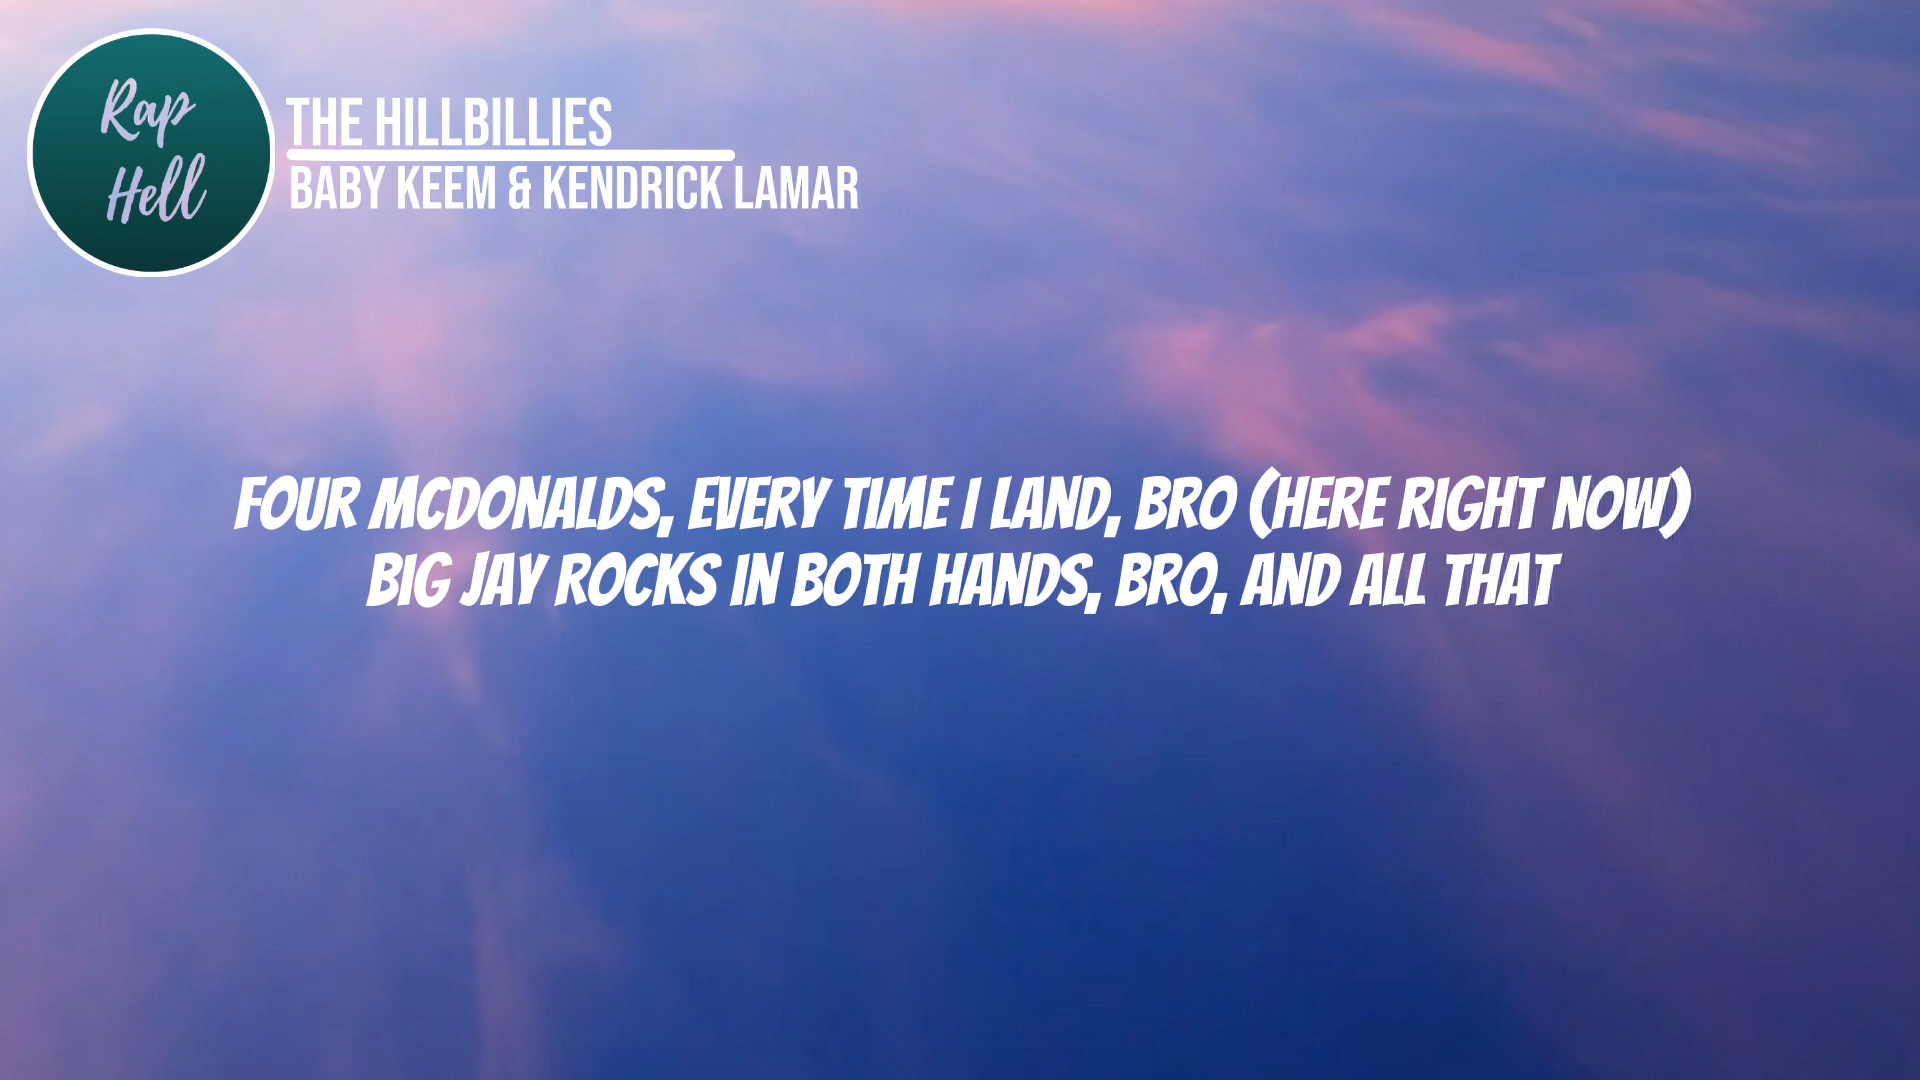 Rap
Hell
THE HILLBILLIES
BABY KEEM & KENDRICK LAMAR
FOUR MCDONALDS, EVERY TIME I LAND, BRO (HERE RIGHT NOW)
BIG JAY ROCKS IN BOTH HANDS, BRO, AND ALL THAT